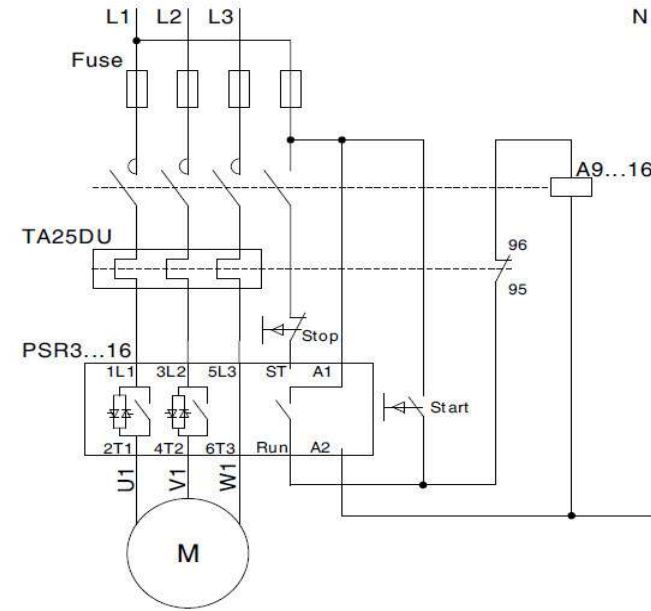 L1 L2 L3 N
Fuse
A9...16
TA25DU
96
95
Stop
PSR3...16
1L1 3L2 5L3 ST A1
Start
2T1 4T2 6T3 Run A2
U1 V1 W1
M